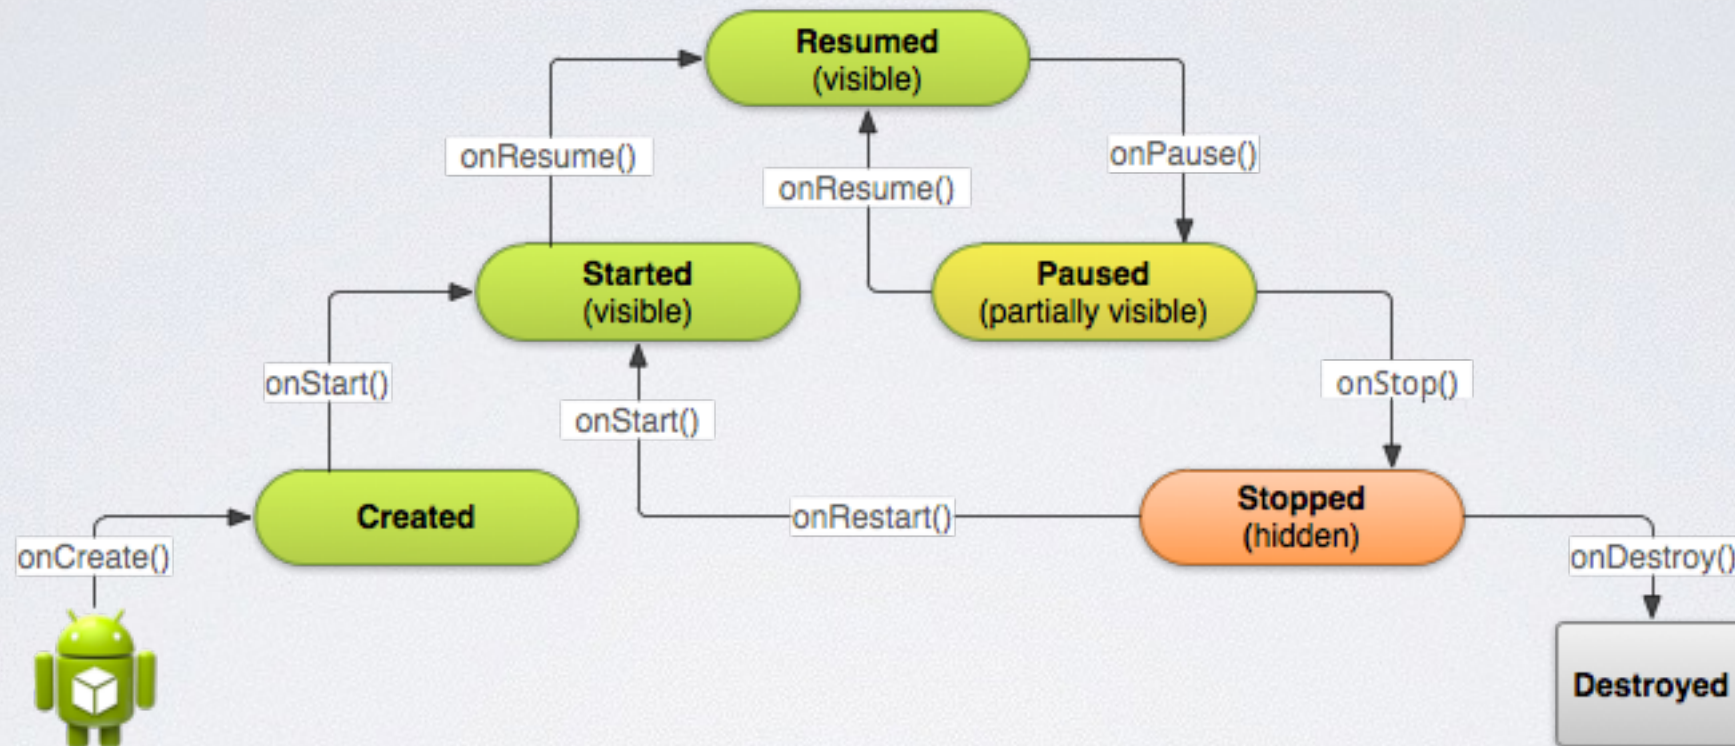 Resumed
(visible)
onResume()
onPause()
onResume()
Started
(visible)
Paused
(partially visible)
onStart()
onStop()
onStart()
Created
onRestart()
Stopped
(hidden)
onCreate()
onDestroy()
Destroyed